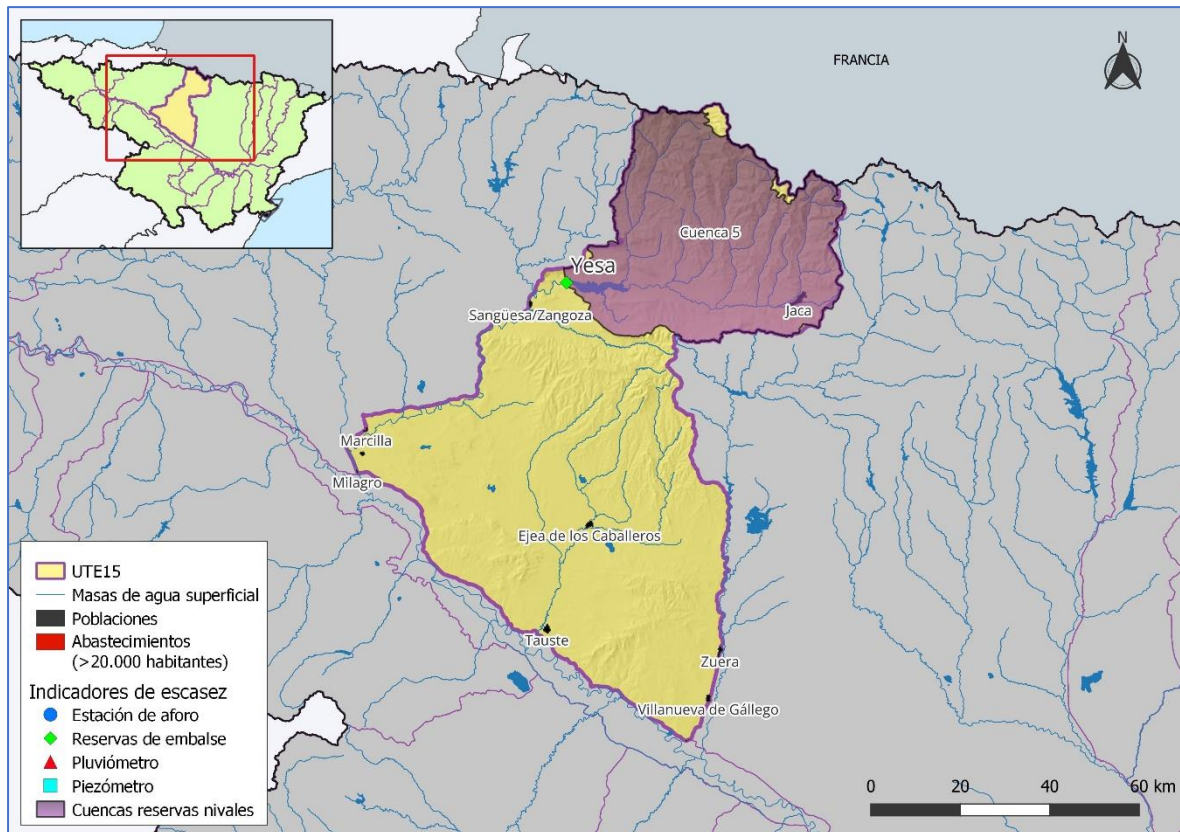 N
FRANCIA
Cuenca 5
Yesa
Jaca
Sangüesa/Zangoza
Marcilla
Milagro
Ejea de los Caballeros
Tauste
Zuera
Villanueva de Gállego
UTE15
Masas de agua superficial
Poblaciones
Abastecimientos
(>20.000 habitantes)
Indicadores de escasez
Estación de aforo
Reservas de embalse
Pluviómetro
Piezómetro
Cuencas reservas nivales
0 20 40 60 km